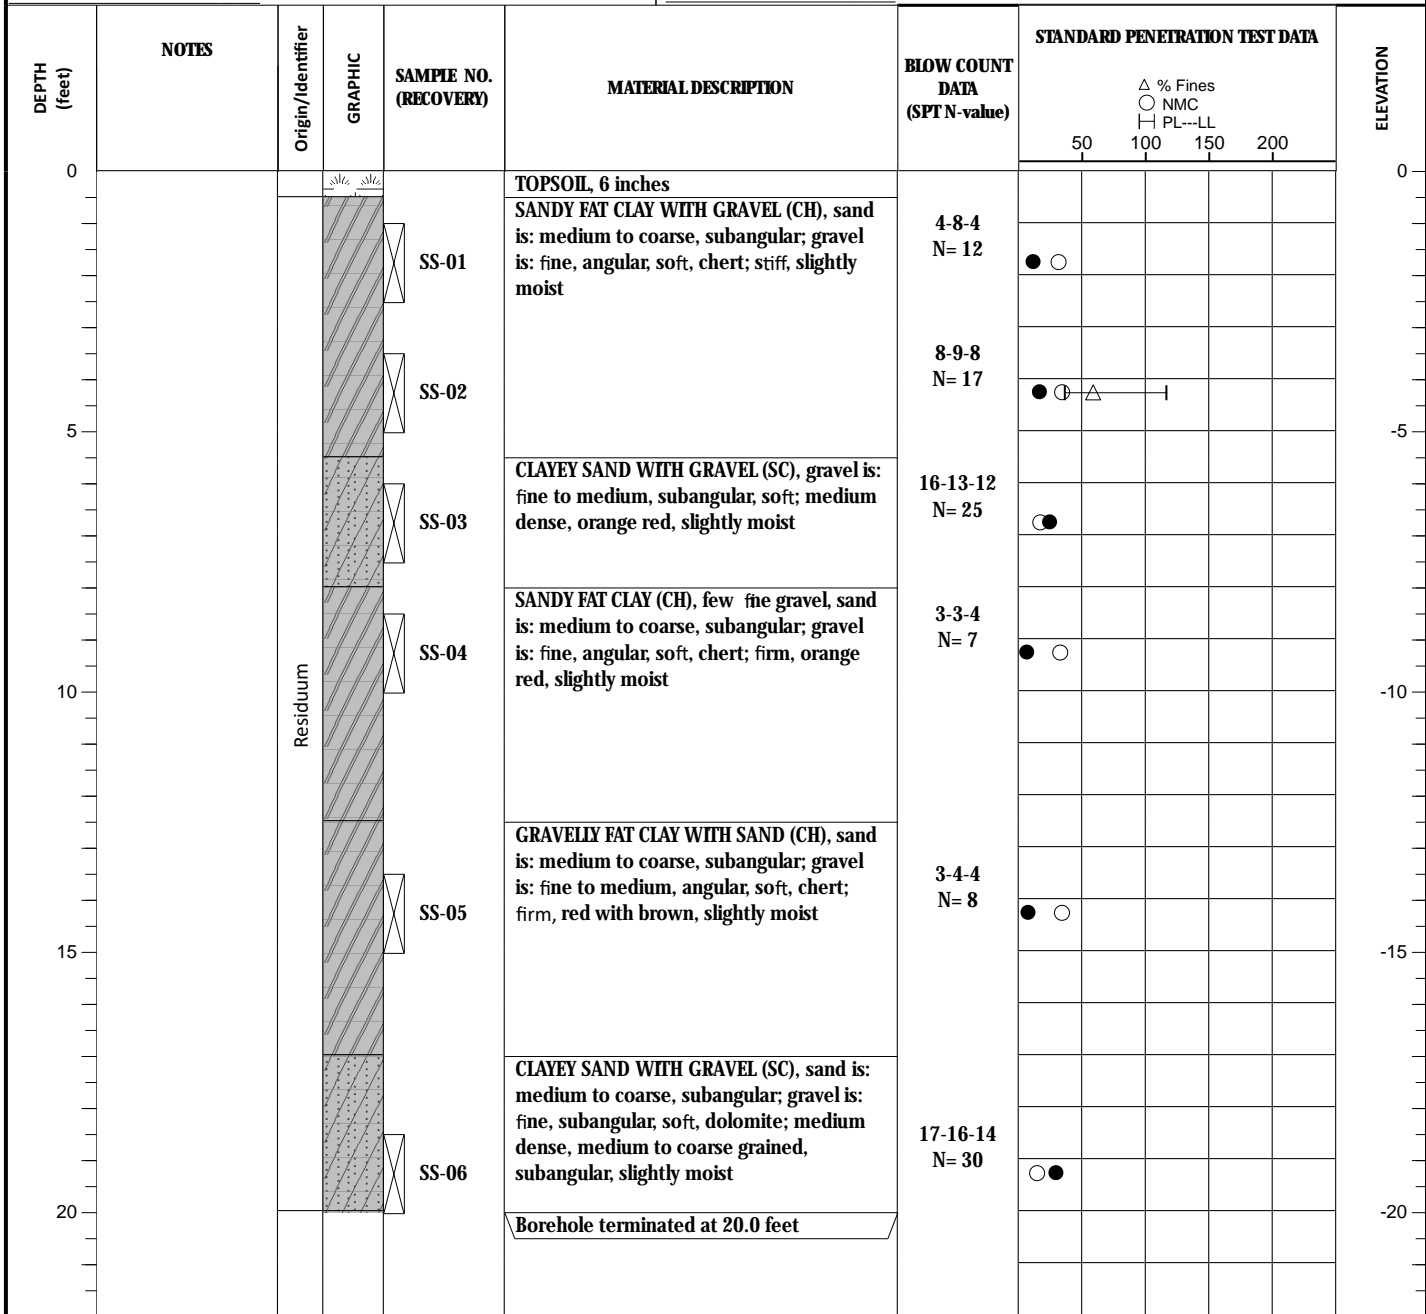 DEPTH
(feet)
NOTES
Origin/Identifier
GRAPHIC
SAMPLE NO.
(RECOVERY)
MATERIAL DESCRIPTION
BLOW COUNT
DATA
(SPT N-value)
STANDARD PENETRATION TEST DATA
% Fines
NMC
PL---LL
50 100 150 200
ELEVATION
0
TOPSOIL, 6 inches
0
SANDY FAT CLAY WITH GRAVEL (CH), sand
is: medium to coarse, subangular; gravel
is: fine, angular, soft, chert; stiff, slightly
moist
SS-01
4-8-4
N= 12
SS-02
8-9-8
N= 17
5
-5
CLAYEY SAND WITH GRAVEL (SC), gravel is:
fine to medium, subangular, soft; medium
dense, orange red, slightly moist
SS-03
16-13-12
N= 25
SANDY FAT CLAY (CH), few fine gravel, sand
is: medium to coarse, subangular; gravel
is: fine, angular, soft, chert; firm, orange
red, slightly moist
SS-04
3-3-4
N= 7
Residuum
10
-10
GRAVELLY FAT CLAY WITH SAND (CH), sand
is: medium to coarse, subangular; gravel
is: fine to medium, angular, soft, chert;
firm, red with brown, slightly moist
SS-05
3-4-4
N= 8
15
-15
CLAYEY SAND WITH GRAVEL (SC), sand is:
medium to coarse, subangular; gravel is:
fine, subangular, soft, dolomite; medium
dense, medium to coarse grained,
subangular, slightly moist
SS-06
17-16-14
N= 30
20
-20
Borehole terminated at 20.0 feet